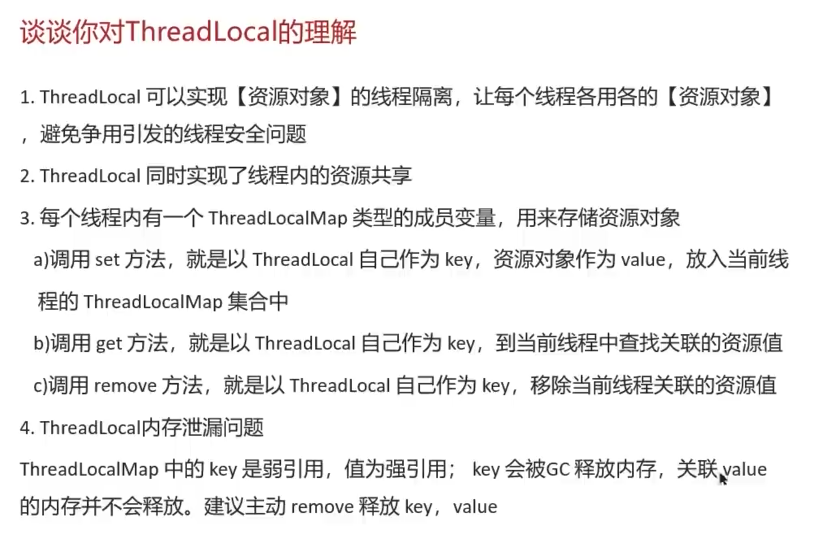 谈谈你对ThreadLocal的理解
1. ThreadLocal 可以实现【资源对象】的线程隔离，让每个线程各用各的【资源对象】
，避免争用引发的线程安全问题
2. ThreadLocal 同时实现了线程内的资源共享
3. 每个线程内有一个 ThreadLocalMap 类型的成员变量，用来存储资源对象
a)调用 set 方法，就是以 ThreadLocal 自己作为 key，资源对象作为 value，放入当前线
程的 ThreadLocalMap 集合中
b)调用 get 方法，就是以 ThreadLocal 自己作为 key，到当前线程中查找关联的资源值
c)调用 remove 方法，就是以 ThreadLocal 自己作为 key，移除当前线程关联的资源值
4. ThreadLocal内存泄漏问题
ThreadLocalMap 中的 key 是弱引用，值为强引用； key 会被GC 释放内存，关联 value
的内存并不会释放。建议主动 remove 释放 key，value